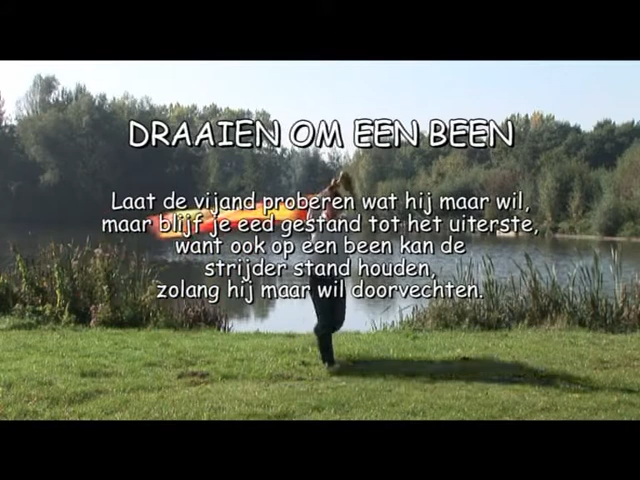 DRAAIEN OM EEN BEEN
Laat de vijand proberen wat hij maar wil,
maar blijf je eed gestand tot het uiterste,
want ook op een been kan de
strijder stand houden,
zolang hij maar wil doorvechten.